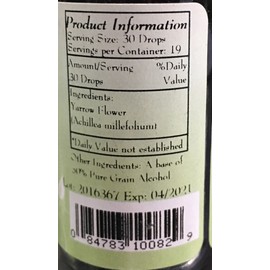 Product Information
Serving Size: 30 Drops
Servings per Container: 19
Amount/Serving %Daily
30 Drops Value
Ingredients:
Yarrow Flower
(Achillea millefolium)
*Daily Value not established
Other Ingredients: A base of
20% Pure Grain Alcohol
Lot: 2016367 Exp: 04/2021
0 84783 10082 9